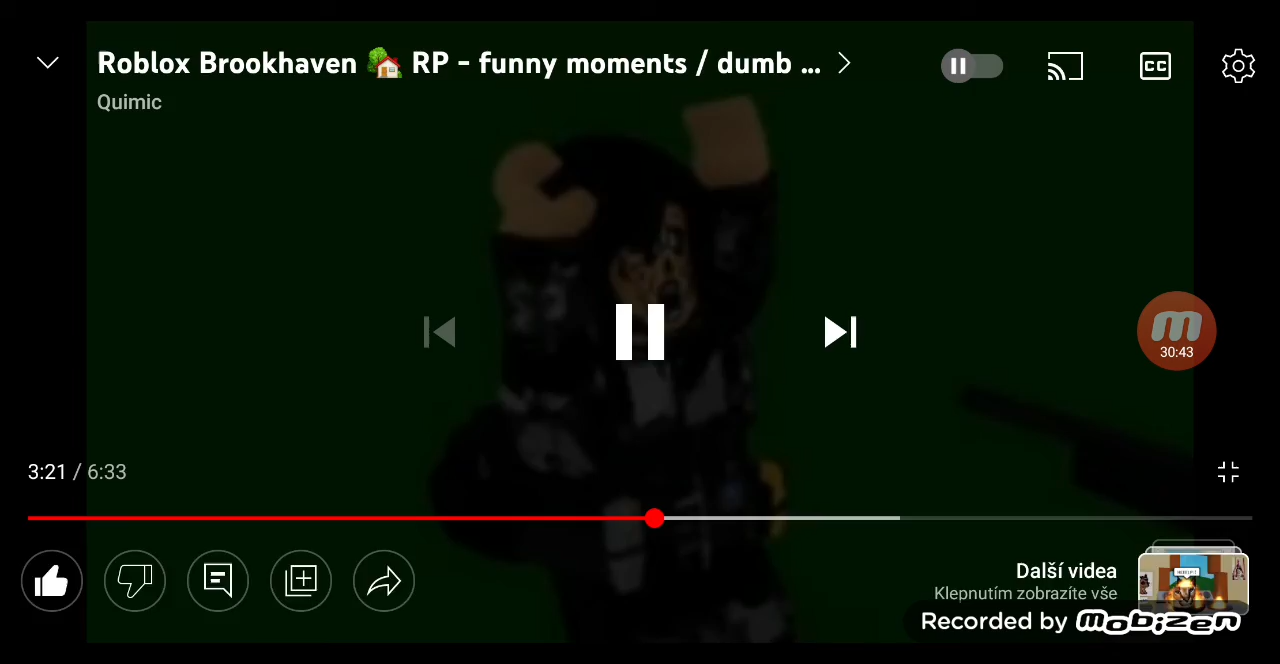 Roblox Brookhaven 🏡 RP - funny moments / dumb ...
Quimic
CC
m
30:43
3:21 / 6:33
Další videa
Klepnutím zobrazíte vše
Recorded by mobizen